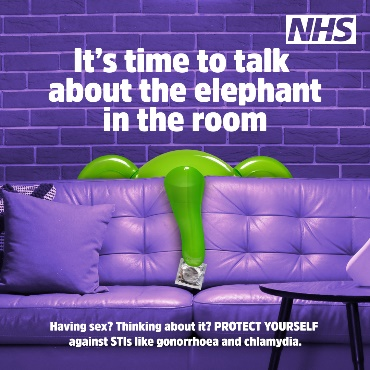 NHS
It's time to talk
about the elephant
in the room
Having sex? Thinking about it? PROTECT YOURSELF
against STIs like gonorrhoea and chlamydia.